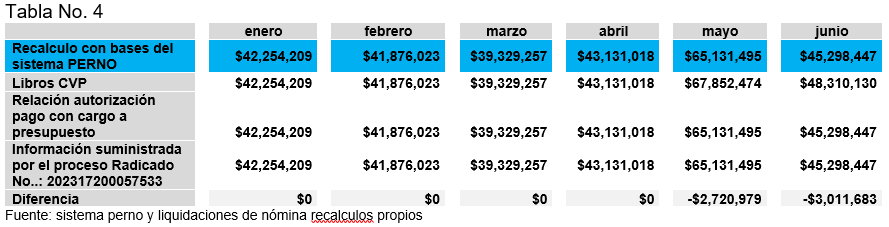 Tabla No. 4
enero febrero marzo abril mayo junio
Recalculo con bases del
sistema PERNO $42,254,209 $41,876,023 $39,329,257 $43,131,018 $65,131,495 $45,298,447
Libros CVP $42,254,209 $41,876,023 $39,329,257 $43,131,018 $67,852,474 $48,310,130
Relación autorización
pago con cargo a
presupuesto $42,254,209 $41,876,023 $39,329,257 $43,131,018 $65,131,495 $45,298,447
Información suministrada
por el proceso Radicado $42,254,209 $41,876,023 $39,329,257 $43,131,018 $65,131,495 $45,298,447
No..: 202317200057533
Diferencia $0 $0 $0 $0 -$2,720,979 -$3,011,683
Fuente: sistema perno y liquidaciones de nómina recalculos propios